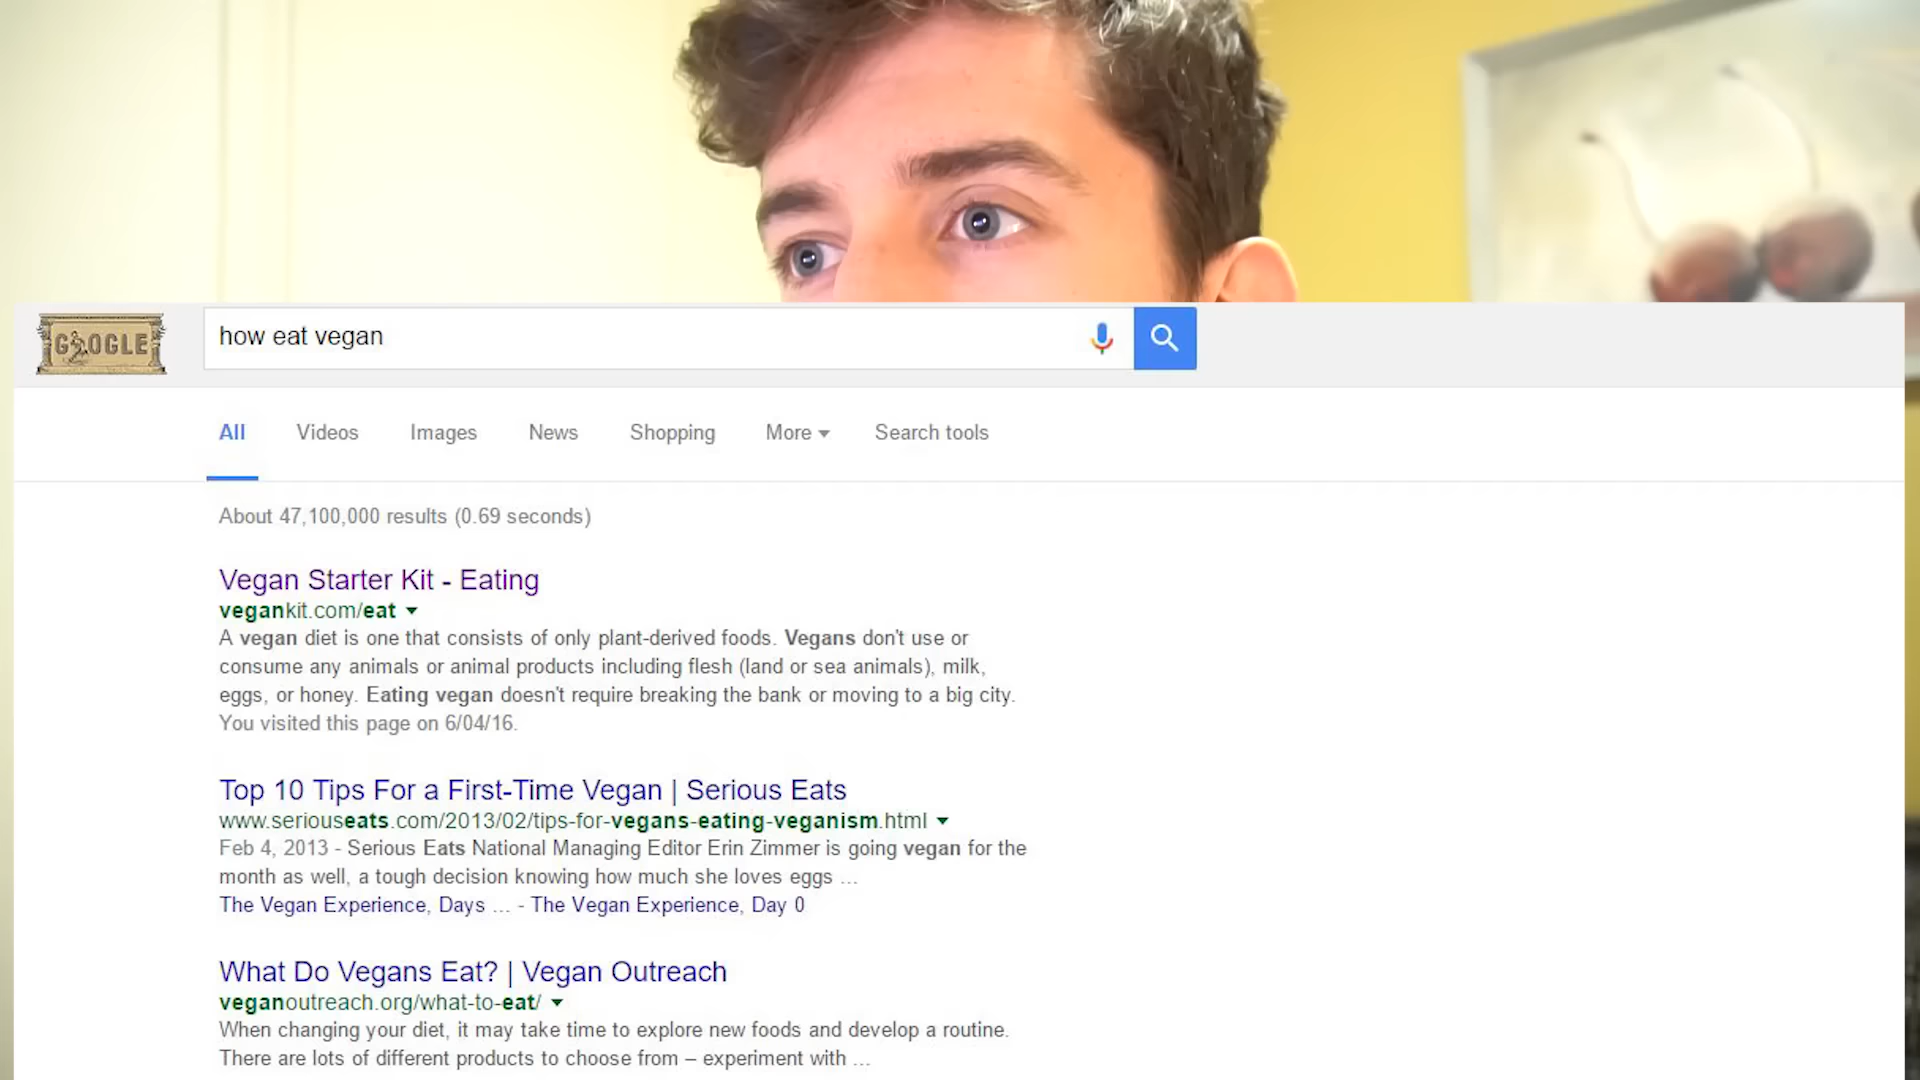 GOOGLE
how eat vegan
All Videos Images News Shopping More Search tools
About 47,100,000 results (0.69 seconds)
Vegan Starter Kit - Eating
vegankit.com/eat
A vegan diet is one that consists of only plant-derived foods. Vegans don't use or
consume any animals or animal products including flesh (land or sea animals), milk,
eggs, or honey. Eating vegan doesn't require breaking the bank or moving to a big city.
You visited this page on 6/04/16.
Top 10 Tips For a First-Time Vegan | Serious Eats
www.seriouseats.com/2013/02/tips-for-vegans-eating-veganism.html
Feb 4, 2013 - Serious Eats National Managing Editor Erin Zimmer is going vegan for the
month as well, a tough decision knowing how much she loves eggs ...
The Vegan Experience, Days ... - The Vegan Experience, Day 0
What Do Vegans Eat? | Vegan Outreach
veganoutreach.org/what-to-eat/
When changing your diet, it may take time to explore new foods and develop a routine.
There are lots of different products to choose from – experiment with ...